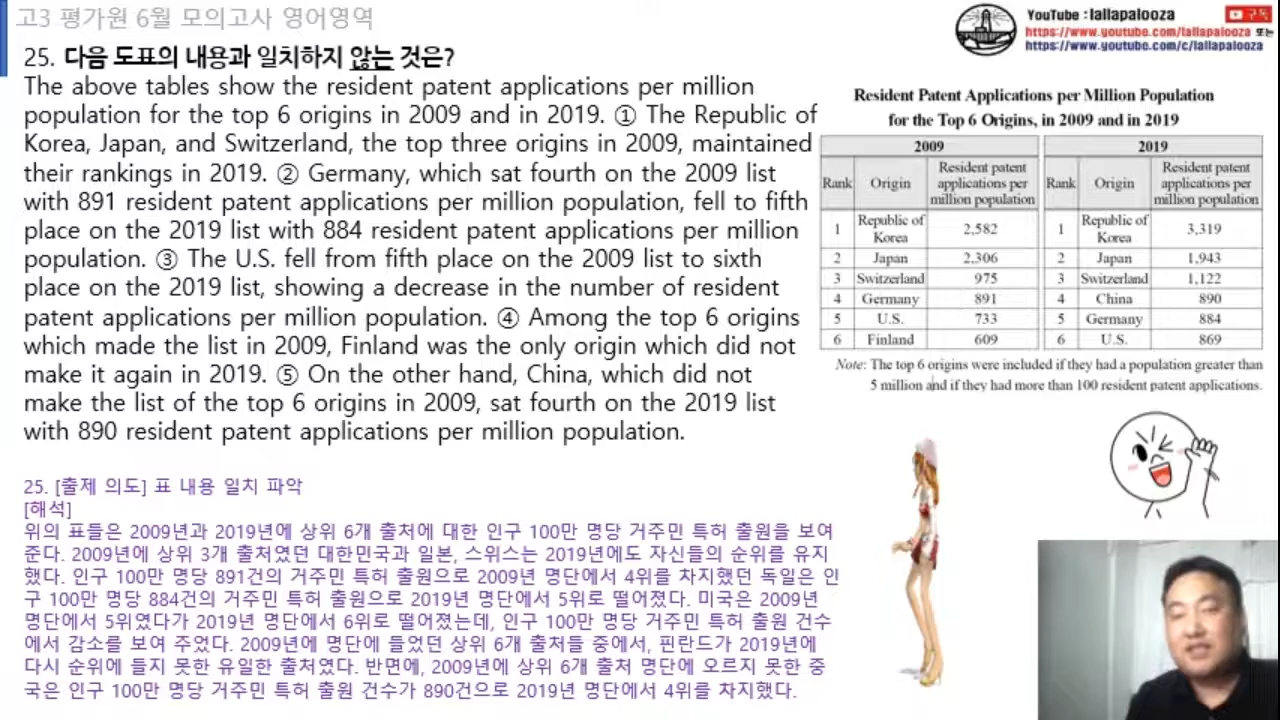 고3 평가원 6월 모의고사 영어영역
YouTube : lallapalooza
구독
https://www.youtube.com/lallapalooza 또는
https://www.youtube.com/c/lallapalooza
25. 다음 도표의 내용과 일치하지 않는 것은?
The above tables show the resident patent applications per million
population for the top 6 origins in 2009 and in 2019. ① The Republic of
Korea, Japan, and Switzerland, the top three origins in 2009, maintained
their rankings in 2019. ② Germany, which sat fourth on the 2009 list
with 891 resident patent applications per million population, fell to fifth
place on the 2019 list with 884 resident patent applications per million
population. ③ The U.S. fell from fifth place on the 2009 list to sixth
place on the 2019 list, showing a decrease in the number of resident
patent applications per million population. ④ Among the top 6 origins
which made the list in 2009, Finland was the only origin which did not
make it again in 2019. ⑤ On the other hand, China, which did not
make the list of the top 6 origins in 2009, sat fourth on the 2019 list
with 890 resident patent applications per million population.
Resident Patent Applications per Million Population
for the Top 6 Origins, in 2009 and in 2019
2009 2019
Rank Origin Resident patent applications per million population Rank Origin Resident patent applications per million population
1 Republic of Korea 2,582 1 Republic of Korea 3,319
2 Japan 2,306 2 Japan 1,943
3 Switzerland 975 3 Switzerland 1,122
4 Germany 891 4 China 890
5 U.S. 733 5 Germany 884
6 Finland 609 6 U.S. 869
Note: The top 6 origins were included if they had a population greater than
5 million and if they had more than 100 resident patent applications.
25. [출제 의도] 표 내용 일치 파악
[해석]
위의 표들은 2009년과 2019년에 상위 6개 출처에 대한 인구 100만 명당 거주민 특허 출원을 보여
준다. 2009년에 상위 3개 출처였던 대한민국과 일본, 스위스는 2019년에도 자신들의 순위를 유지
했다. 인구 100만 명당 891건의 거주민 특허 출원으로 2009년 명단에서 4위를 차지했던 독일은 인
구 100만 명당 884건의 거주민 특허 출원으로 2019년 명단에서 5위로 떨어졌다. 미국은 2009년
명단에서 5위였다가 2019년 명단에서 6위로 떨어졌는데, 인구 100만 명당 거주민 특허 출원 건수
에서 감소를 보여 주었다. 2009년에 명단에 들었던 상위 6개 출처들 중에서, 핀란드가 2019년에
다시 순위에 들지 못한 유일한 출처였다. 반면에, 2009년에 상위 6개 출처 명단에 오르지 못한 중
국은 인구 100만 명당 거주민 특허 출원 건수가 890건으로 2019년 명단에서 4위를 차지했다.